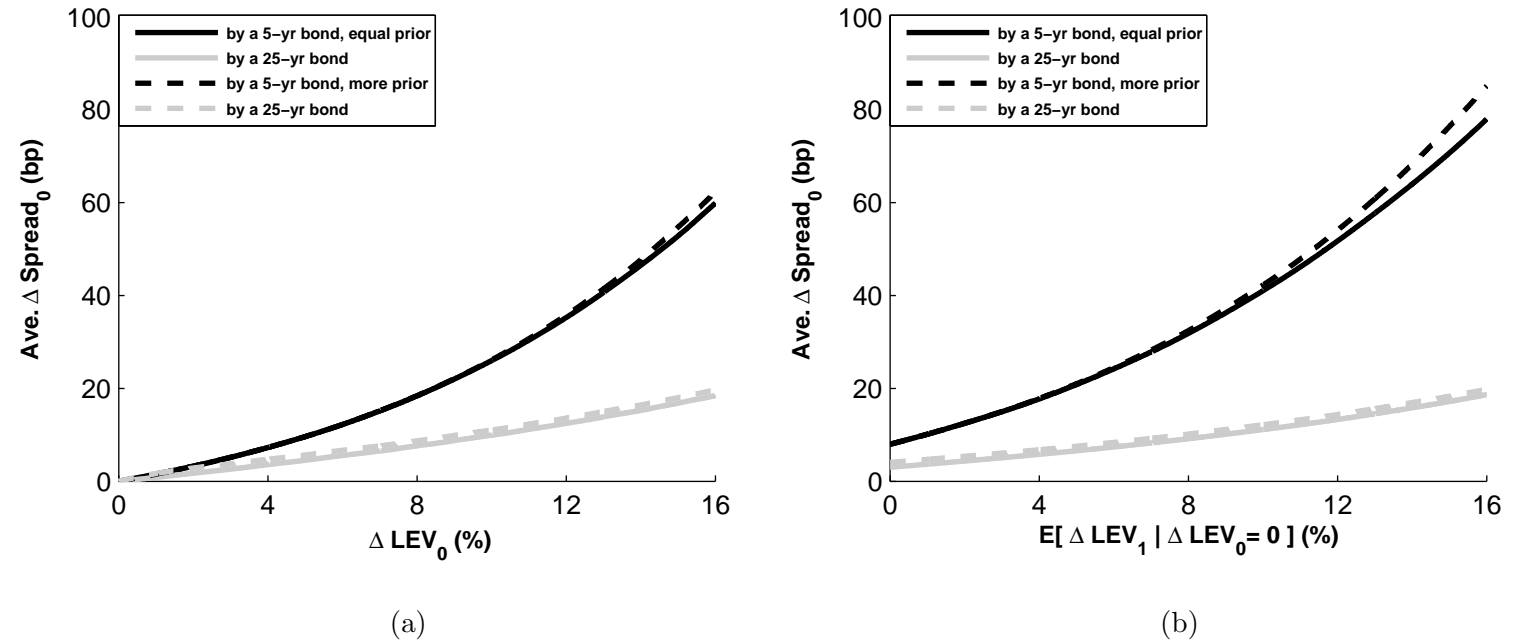 100
80
60
40
20
0
Ave. Δ Spread0 (bp)
by a 5−yr bond, equal prior
by a 25−yr bond
by a 5−yr bond, more prior
by a 25−yr bond
0 4 8 12 16
Δ LEV0 (%)
(a)
100
80
60
40
20
0
Ave. Δ Spread0 (bp)
by a 5−yr bond, equal prior
by a 25−yr bond
by a 5−yr bond, more prior
by a 25−yr bond
0 4 8 12 16
E[ Δ LEV1 | Δ LEV0= 0 ] (%)
(b)